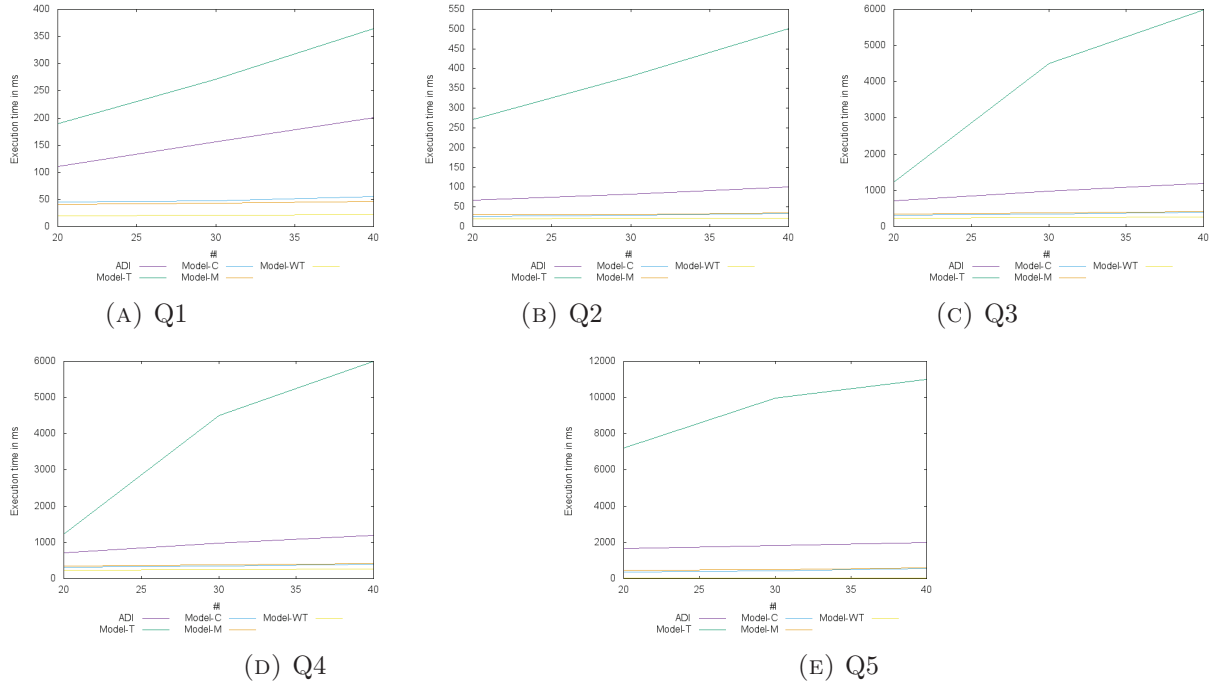 400
350
300
250
200
150
100
50
0
Execution time in ms
20 25 30 35 40
#I
ADI Model-C Model-WT
Model-T Model-M
(A) Q1
550
500
450
400
350
300
250
200
150
100
50
0
Execution time in ms
20 25 30 35 40
#I
ADI Model-C Model-WT
Model-T Model-M
(B) Q2
6000
5000
4000
3000
2000
1000
0
Execution time in ms
20 25 30 35 40
#I
ADI Model-C Model-WT
Model-T Model-M
(C) Q3
6000
5000
4000
3000
2000
1000
0
Execution time in ms
20 25 30 35 40
#I
ADI Model-C Model-WT
Model-T Model-M
(D) Q4
12000
10000
8000
6000
4000
2000
0
Execution time in ms
20 25 30 35 40
#I
ADI Model-C Model-WT
Model-T Model-M
(E) Q5